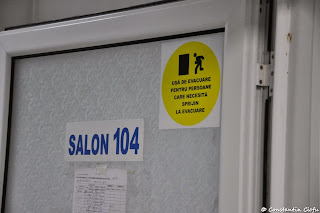 UȘĂ DE EVACUARE
PENTRU PERSOANE
CARE NECESITĂ
SPRIJIN
LA EVACUARE
SALON 104
© Constantin Ciofu